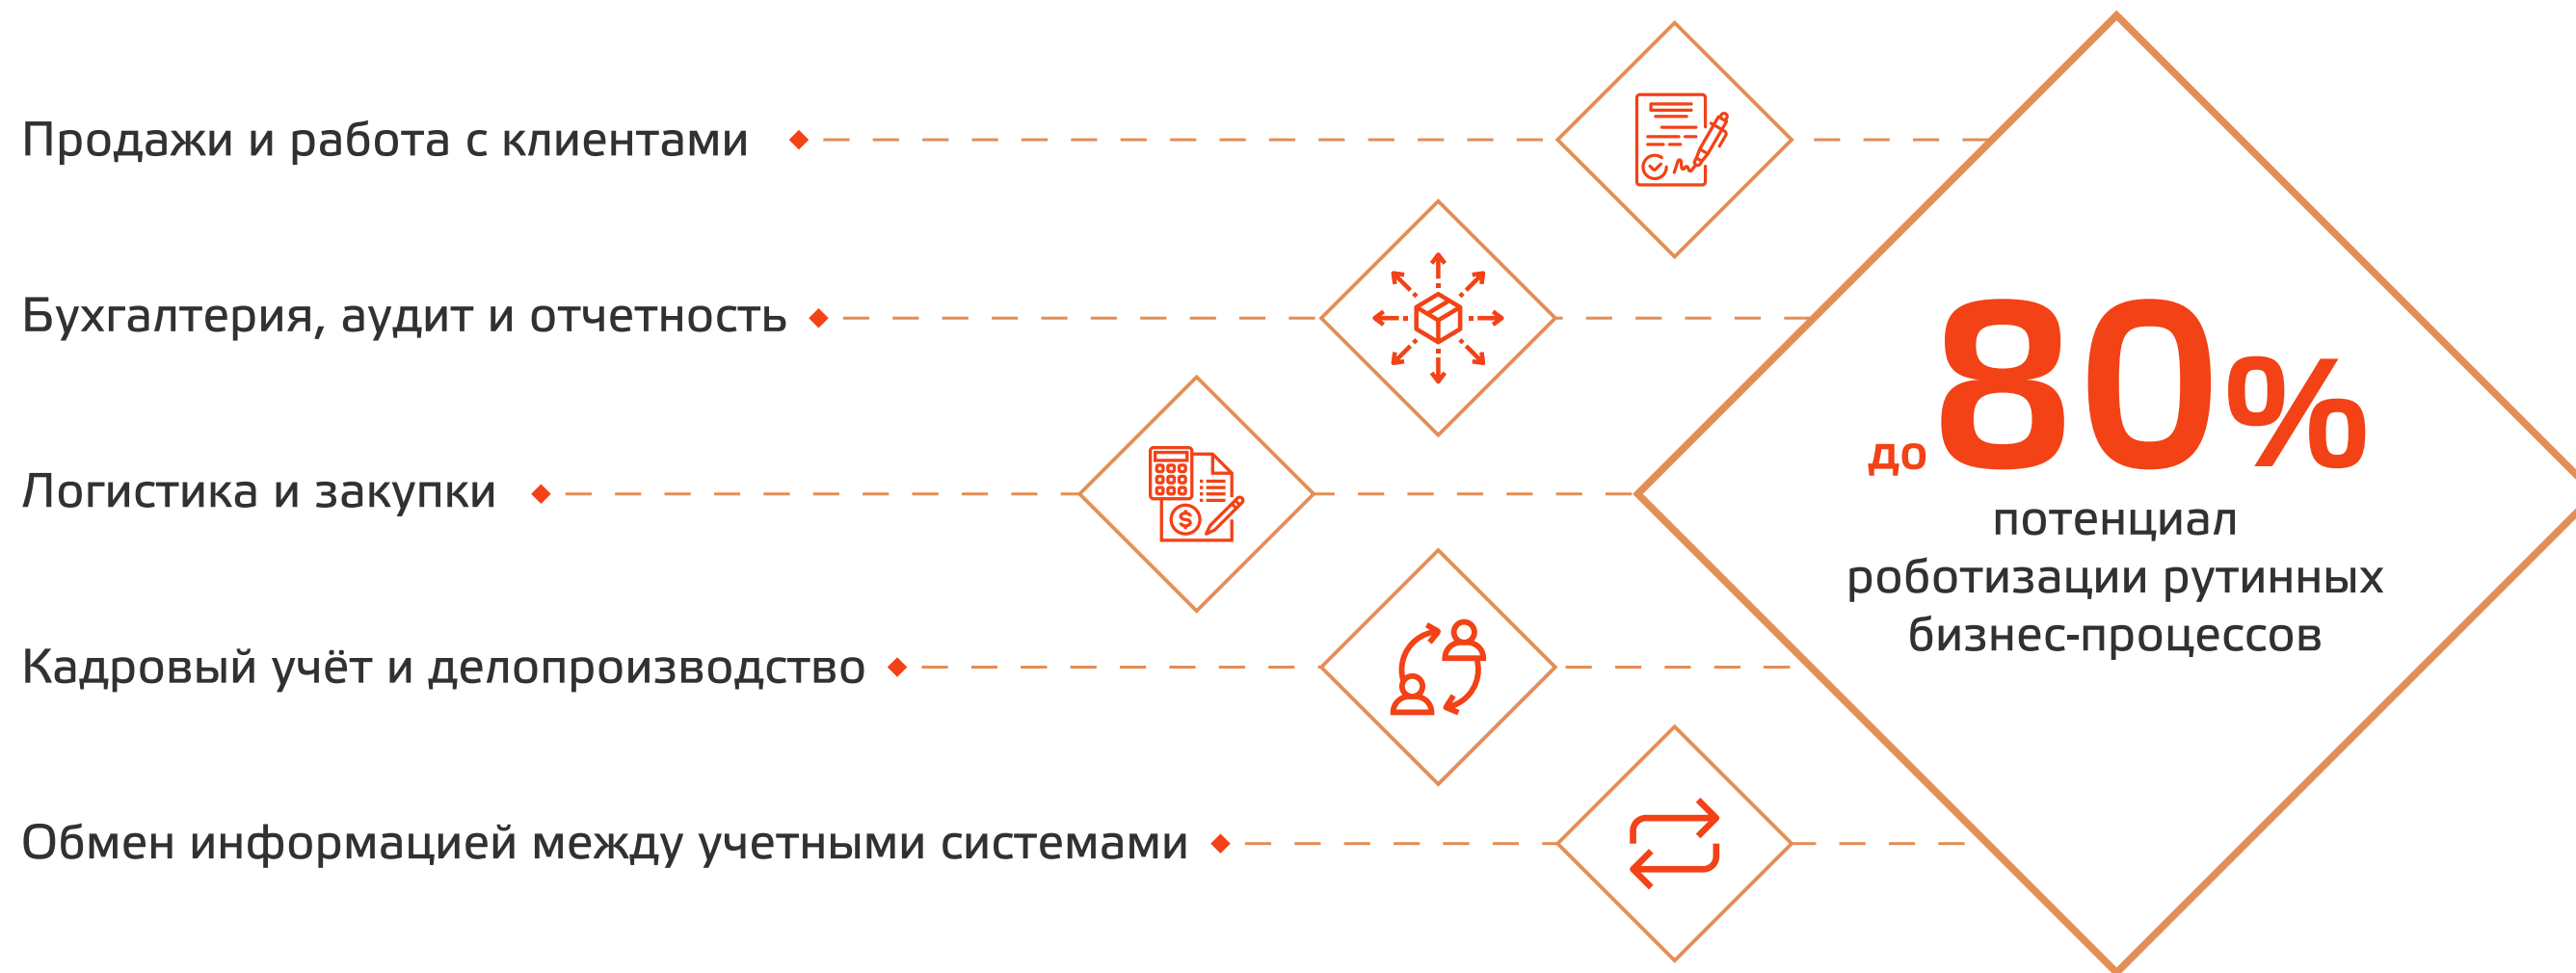 Продажи и работа с клиентами
Бухгалтерия, аудит и отчетность
Логистика и закупки
Кадровый учёт и делопроизводство
Обмен информацией между учетными системами
до 80%
потенциал
роботизации рутинных
бизнес-процессов